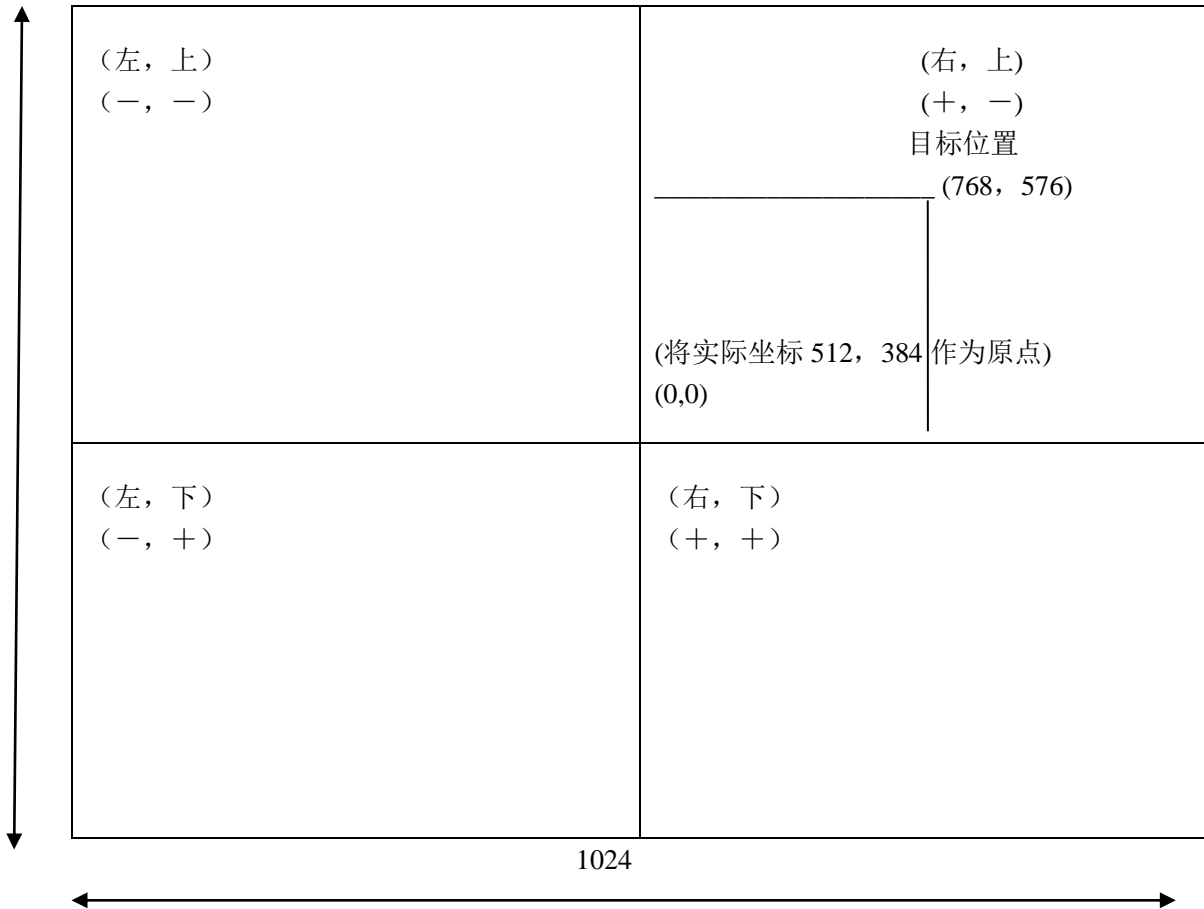 （左，上）
（－，－）
(右，上)
(＋，－)
目标位置
(768，576)
(将实际坐标 512，384 作为原点)
(0,0)
（左，下）
（－，＋）
（右，下）
（＋，＋）
1024